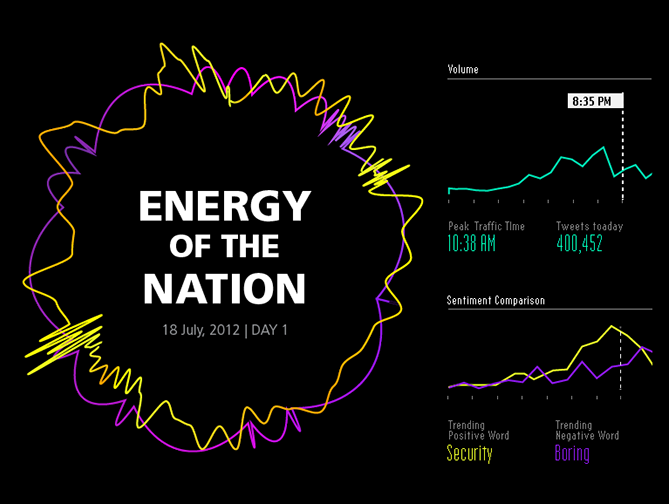 ENERGY
OF THE
NATION
18 July, 2012 | DAY 1
Volume
8:35 PM
Peak Traffic TIme
10:38 AM
Tweets toaday
400,452
Sentiment Comparison
Trending
Positive Word
Security
Trending
Negative Word
Boring